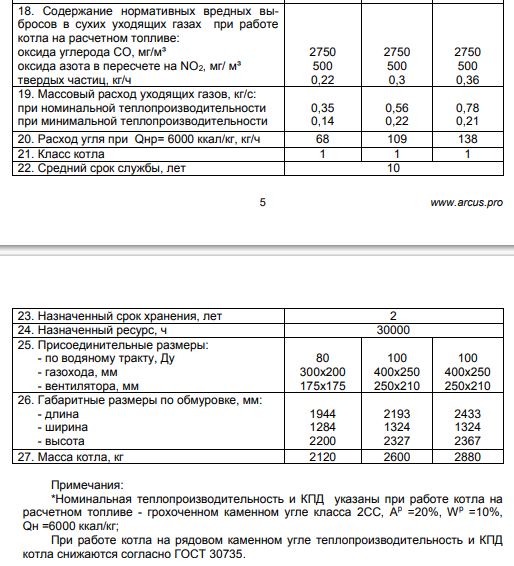 18. Содержание нормативных вредных вы-
бросов в сухих уходящих газах при работе
котла на расчетном топливе:
оксида углерода СО, мг/м³ 2750 2750 2750
оксида азота в пересчете на NO₂, мг/ м³ 500 500 500
твердых частиц, кг/ч 0,22 0,3 0,36
19. Массовый расход уходящих газов, кг/с:
при номинальной теплопроизводительности 0,35 0,56 0,78
при минимальной теплопроизводительности 0,14 0,22 0,21
20. Расход угля при Qнр= 6000 ккал/кг, кг/ч 68 109 138
21. Класс котла 1 1 1
22. Средний срок службы, лет 10
5 www.arcus.pro
23. Назначенный срок хранения, лет 2
24. Назначенный ресурс, ч 30000
25. Присоединительные размеры:
- по водяному тракту, Ду 80 100 100
- газохода, мм 300x200 400x250 400x250
- вентилятора, мм 175x175 250x210 250x210
26. Габаритные размеры по обмуровке, мм:
- длина 1944 2193 2433
- ширина 1284 1324 1324
- высота 2200 2327 2367
27. Масса котла, кг 2120 2600 2880
Примечания:
*Номинальная теплопроизводительность и КПД указаны при работе котла на
расчетном топливе - грохоченном каменном угле класса 2СС, Aᵖ =20%, Wᵖ =10%,
Qн =6000 ккал/кг;
При работе котла на рядовом каменном угле теплопроизводительность и КПД
котла снижаются согласно ГОСТ 30735.